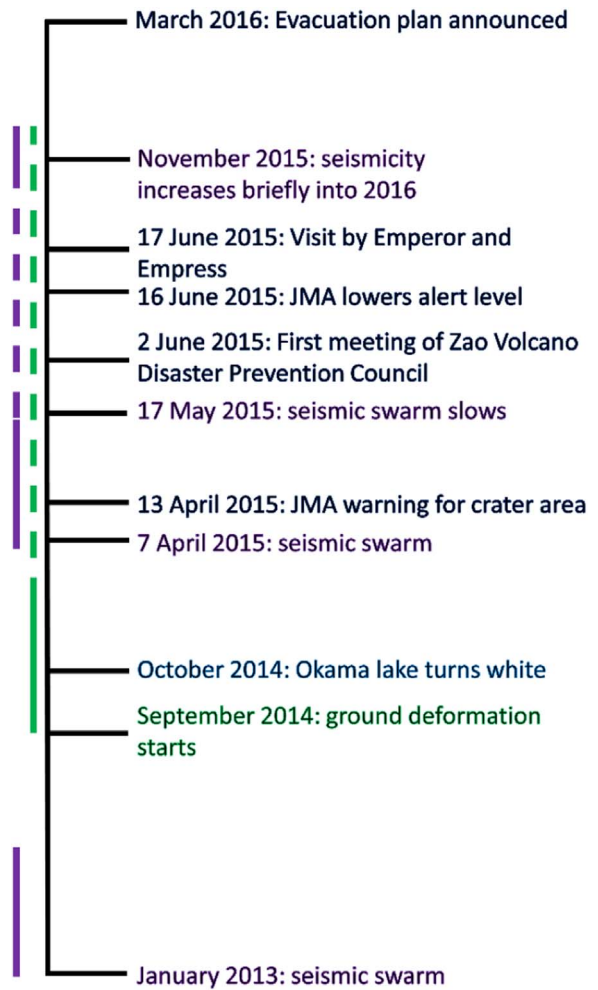 March 2016: Evacuation plan announced
November 2015: seismicity
increases briefly into 2016
17 June 2015: Visit by Emperor and
Empress
16 June 2015: JMA lowers alert level
2 June 2015: First meeting of Zao Volcano
Disaster Prevention Council
17 May 2015: seismic swarm slows
13 April 2015: JMA warning for crater area
7 April 2015: seismic swarm
October 2014: Okama lake turns white
September 2014: ground deformation
starts
January 2013: seismic swarm